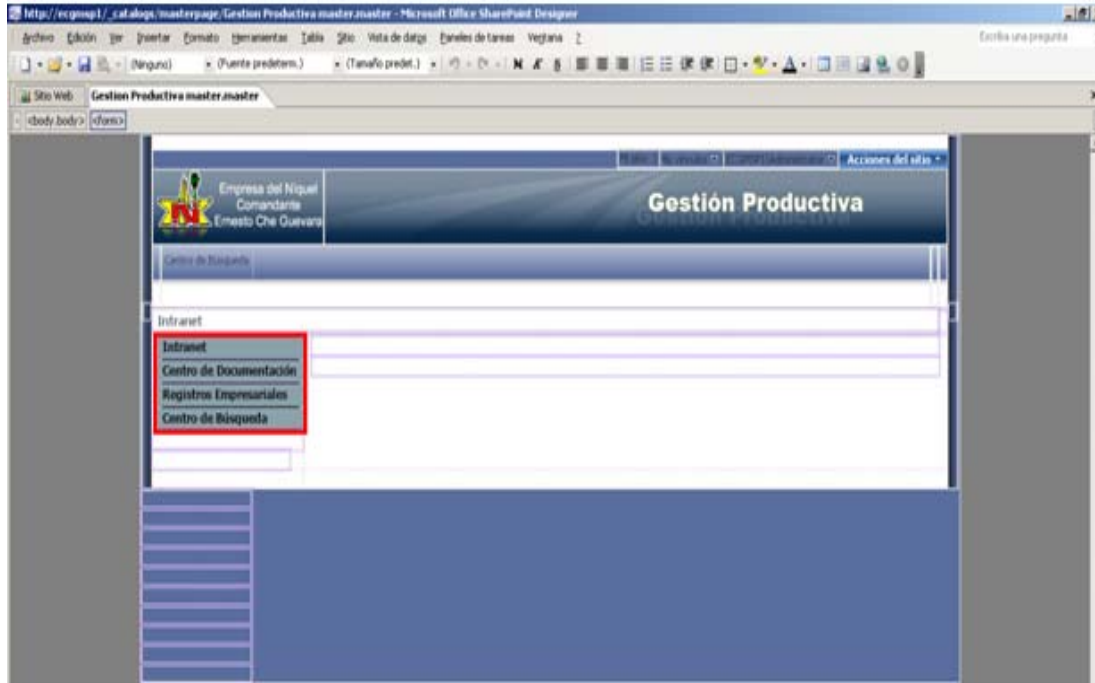 http://ecgmsp1/_catalogs/masterpage/Gestion Productiva master.master - Microsoft Office SharePoint Designer
Archivo Edición Ver Insertar Formato Herramientas Tabla Sitio Vista de datos Paneles de tareas Ventana ?
Escriba una pregunta
(Ninguno) (Fuente predeterm.) (Tamaño predet.) N K S
Sitio Web Gestion Productiva master.master
<body.body> <form>
Acciones del sitio
Empresa del Níquel
Comandante
Ernesto Che Guevara
Gestión Productiva
Centro de Búsqueda
Intranet
Intranet
Centro de Documentación
Registros Empresariales
Centro de Búsqueda